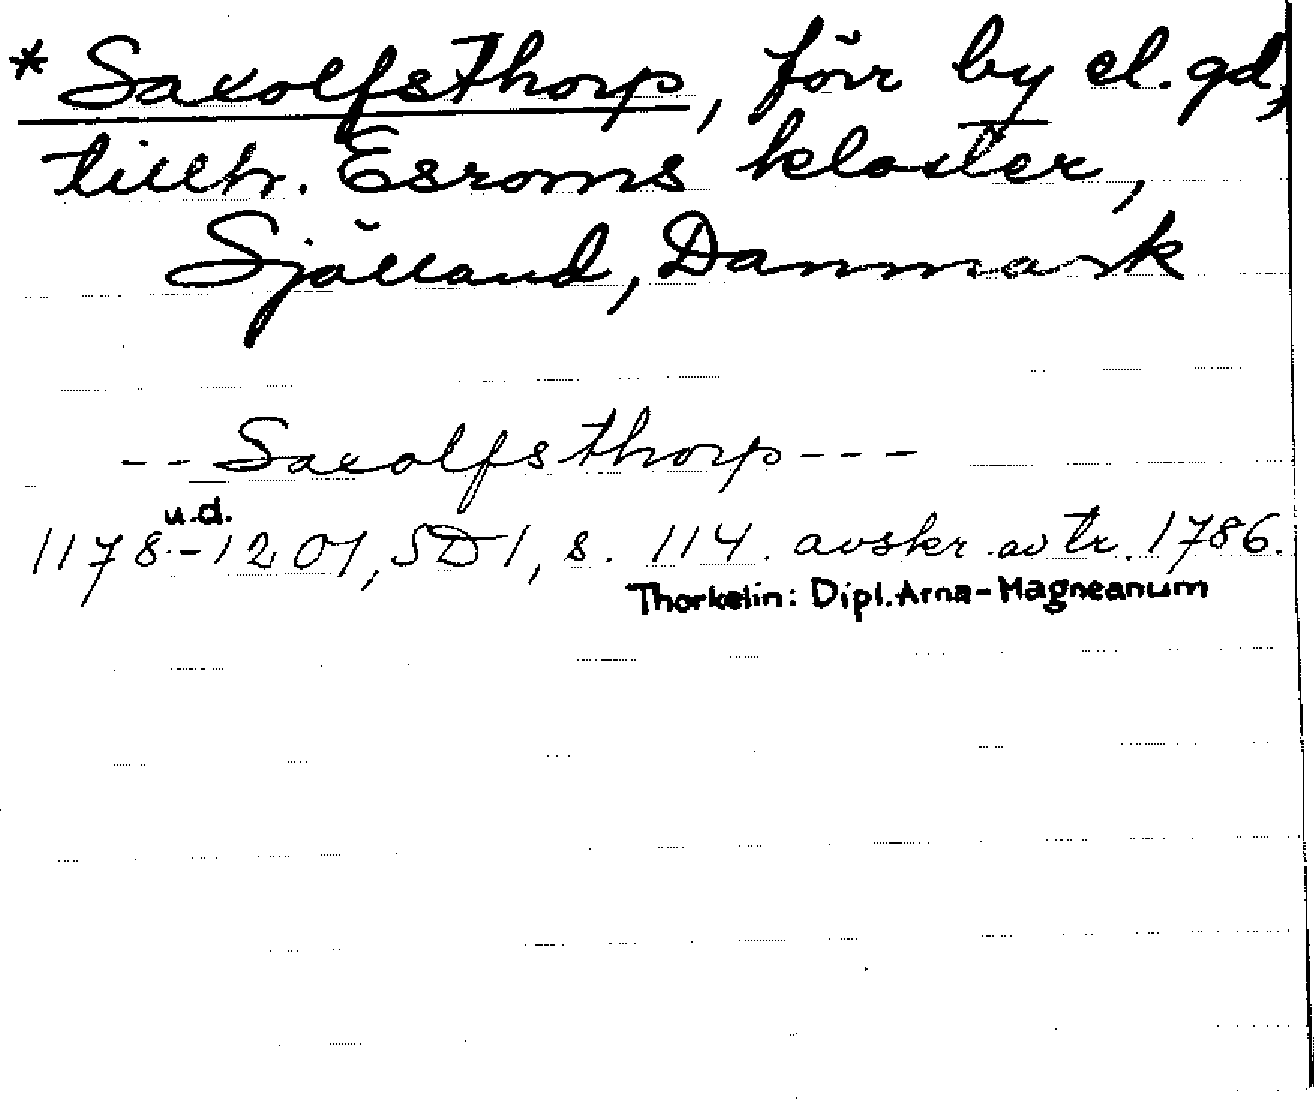 * Saxolfsthorp, förr by el. gd,
tillh. Esroms kloster,
Själland, Danmark
-- Saxolfsthorp ---
u.d.
1178-1201, SD 1, s. 114. avskr. av tr. 1786.
Thorkelin: Dipl. Arna-Magneanum